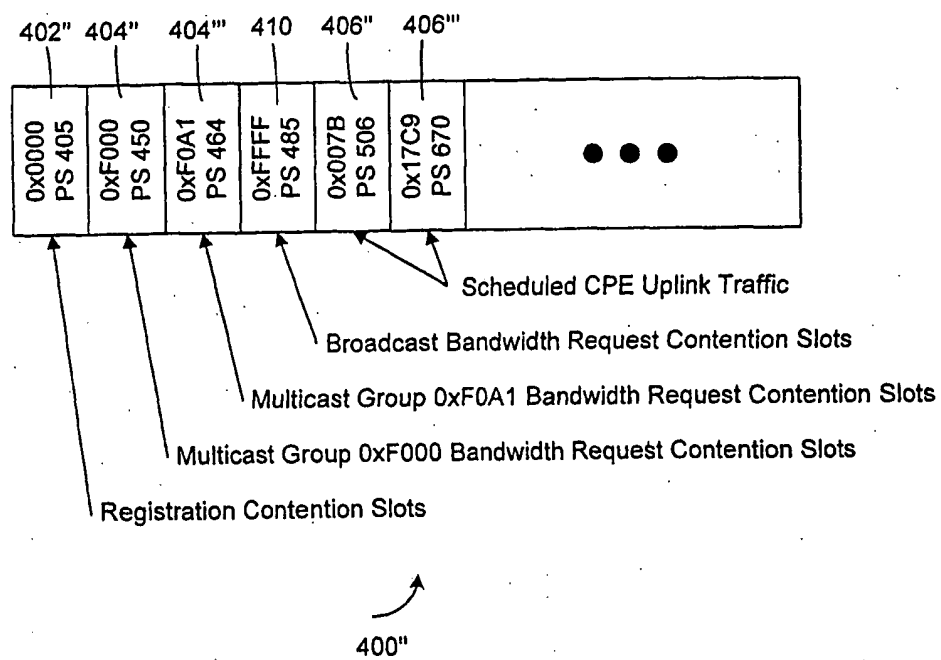 402" 404" 404''' 410 406" 406'''
0x0000
PS 405
0xF000
PS 450
0xF0A1
PS 464
0xFFFF
PS 485
0x007B
PS 506
0x17C9
PS 670
Scheduled CPE Uplink Traffic
Broadcast Bandwidth Request Contention Slots
Multicast Group 0xF0A1 Bandwidth Request Contention Slots
Multicast Group 0xF000 Bandwidth Request Contention Slots
Registration Contention Slots
400"